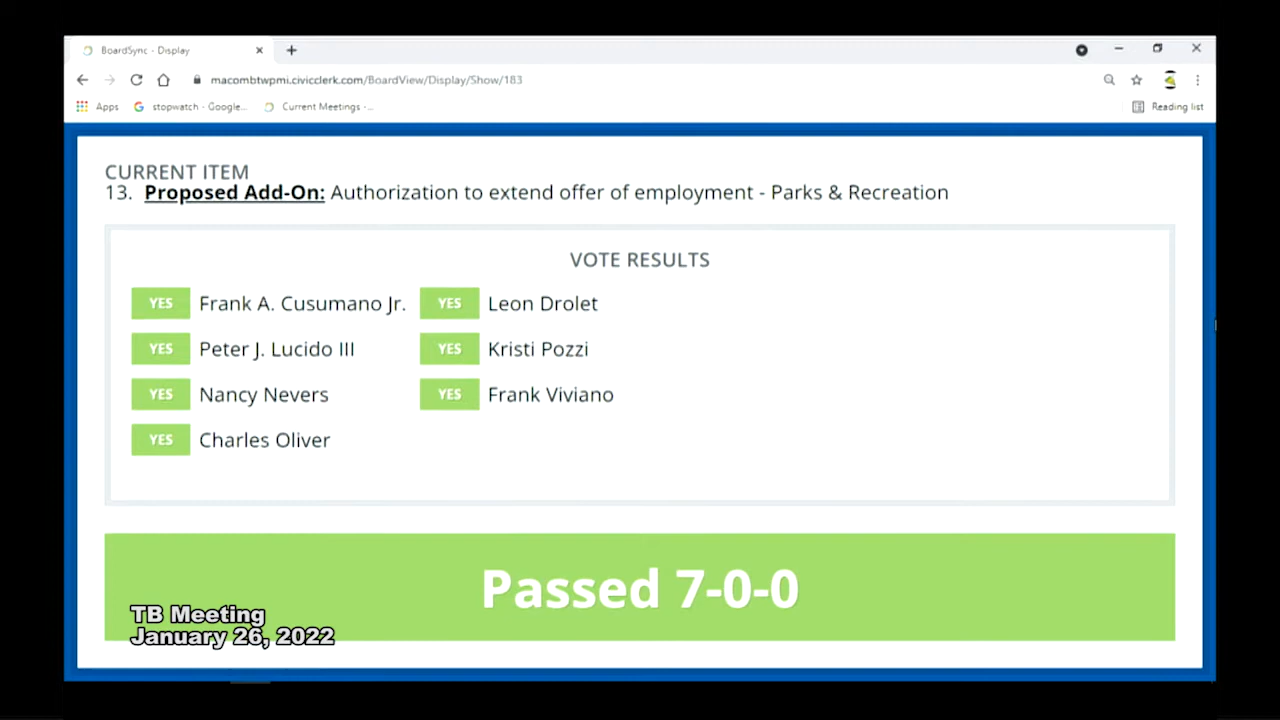 BoardSync - Display
macombtwpmi.civicclerk.com/BoardView/Display/Show/183
Apps
stopwatch - Google...
Current Meetings -...
Reading list
CURRENT ITEM
13. Proposed Add-On: Authorization to extend offer of employment - Parks & Recreation
VOTE RESULTS
YES Frank A. Cusumano Jr. YES Leon Drolet
YES Peter J. Lucido III YES Kristi Pozzi
YES Nancy Nevers YES Frank Viviano
YES Charles Oliver
Passed 7-0-0
TB Meeting
January 26, 2022